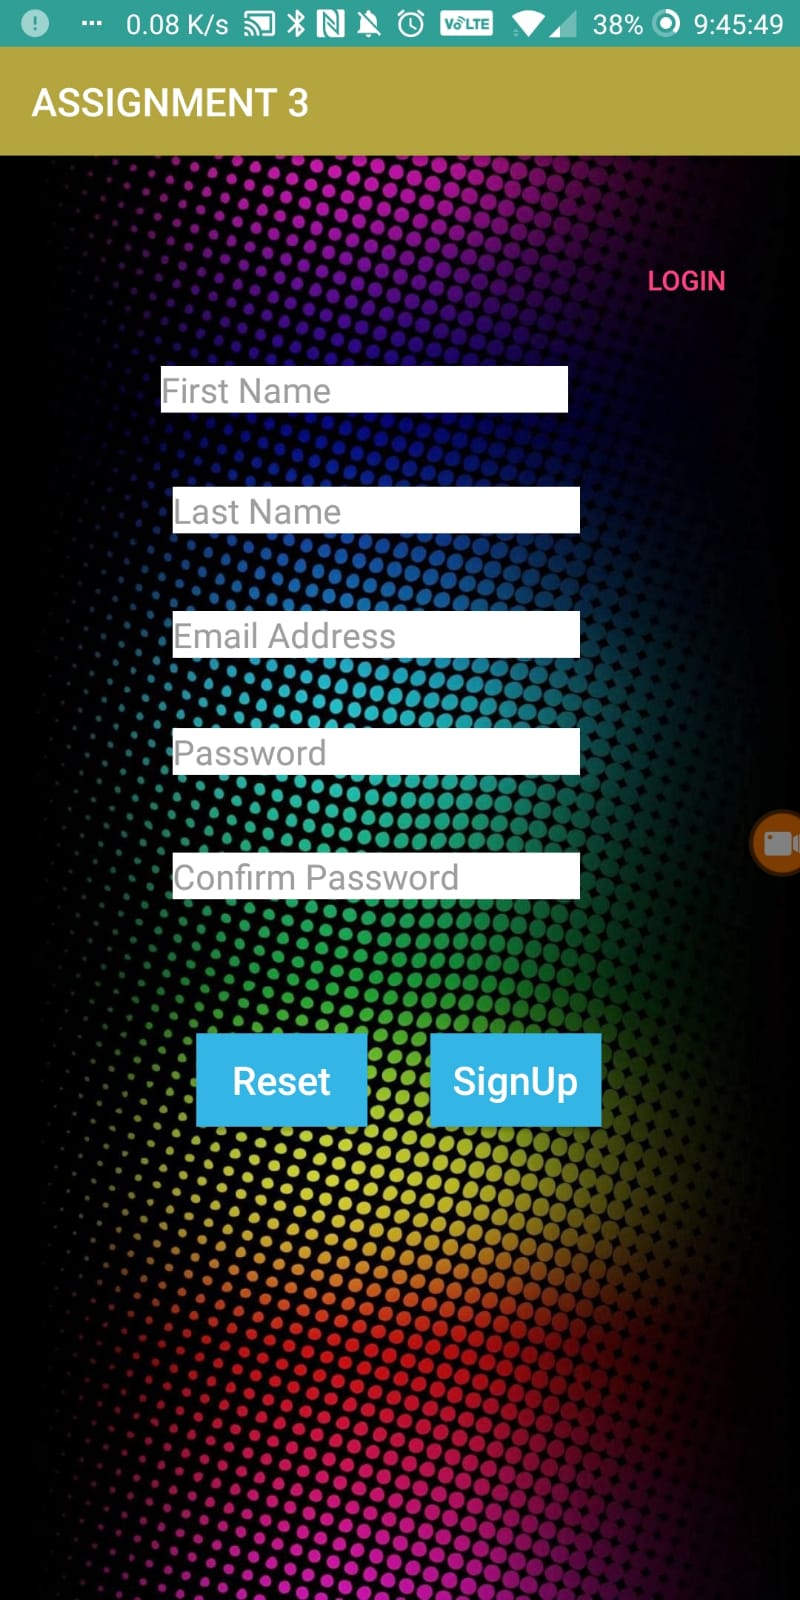 0.08 K/s VoLTE 38% 9:45:49
ASSIGNMENT 3
LOGIN
First Name
Last Name
Email Address
Password
Confirm Password
Reset SignUp